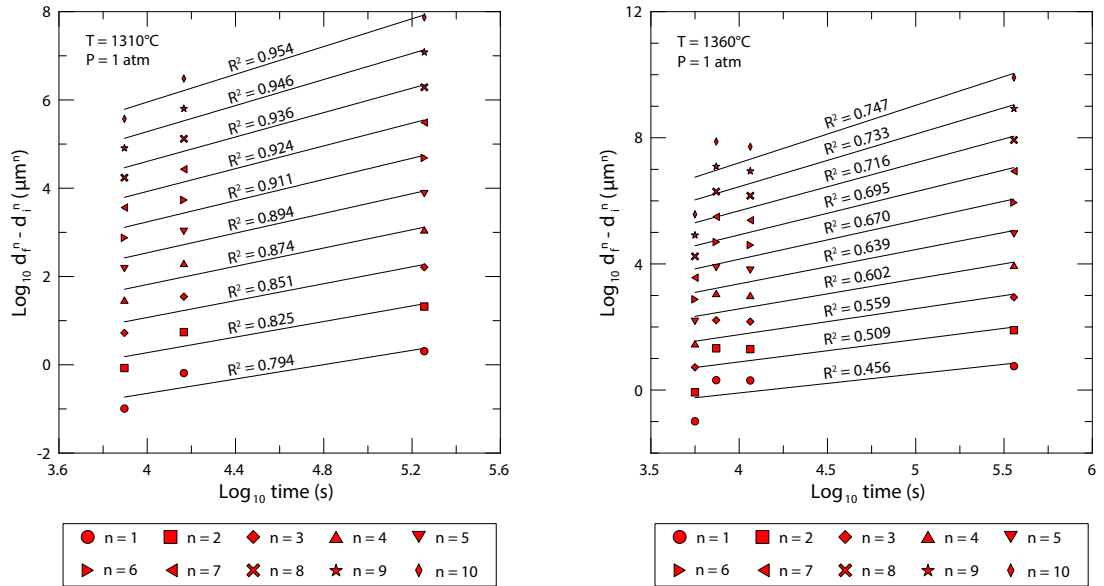 T = 1310°C
P = 1 atm
R² = 0.954
R² = 0.946
R² = 0.936
R² = 0.924
R² = 0.911
R² = 0.894
R² = 0.874
R² = 0.851
R² = 0.825
R² = 0.794
8
6
4
2
0
-2
3.6 4 4.4 4.8 5.2 5.6
Log₁₀ time (s)
Log₁₀ d_f^n - d_i^n (µmⁿ)
n = 1 n = 2 n = 3 n = 4 n = 5
n = 6 n = 7 n = 8 n = 9 n = 10
T = 1360°C
P = 1 atm
R² = 0.747
R² = 0.733
R² = 0.716
R² = 0.695
R² = 0.670
R² = 0.639
R² = 0.602
R² = 0.559
R² = 0.509
R² = 0.456
12
8
4
0
3.5 4 4.5 5 5.5 6
Log₁₀ time (s)
Log₁₀ d_f^n - d_i^n (µmⁿ)
n = 1 n = 2 n = 3 n = 4 n = 5
n = 6 n = 7 n = 8 n = 9 n = 10